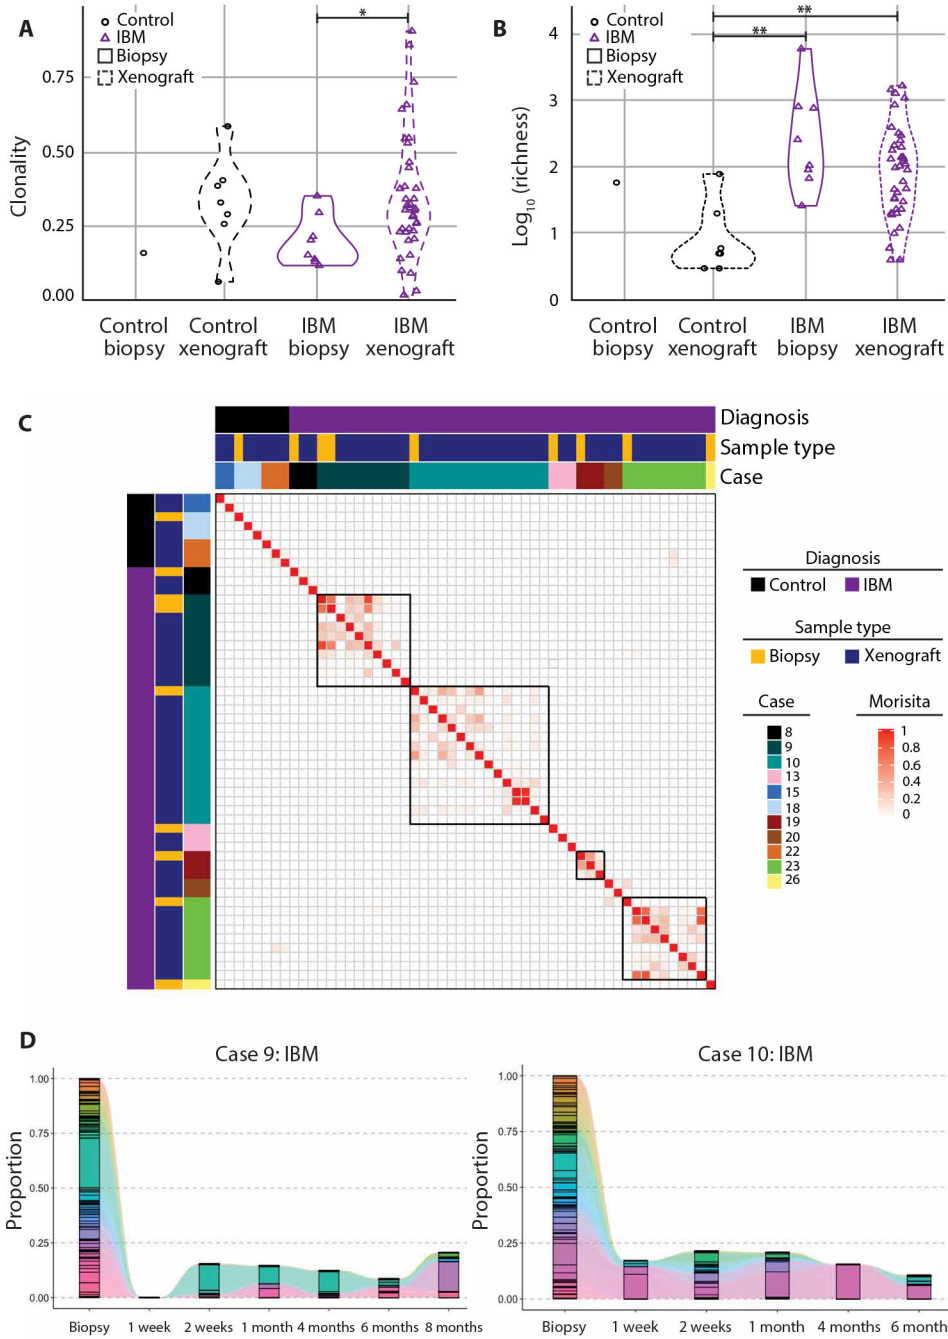 A
Control
IBM
Biopsy
Xenograft
*
Clonality
0.75
0.50
0.25
0.00
Control
biopsy
Control
xenograft
IBM
biopsy
IBM
xenograft
B
Control
IBM
Biopsy
Xenograft
**
**
Log10 (richness)
4
3
2
1
0
Control
biopsy
Control
xenograft
IBM
biopsy
IBM
xenograft
C
Diagnosis
Sample type
Case
Diagnosis
Control IBM
Sample type
Biopsy Xenograft
Case
8
9
10
13
15
18
19
20
22
23
26
Morisita
1
0.8
0.6
0.4
0.2
0
D
Case 9: IBM
Proportion
1.00
0.75
0.50
0.25
0.00
Biopsy 1 week 2 weeks 1 month 4 months 6 months 8 months
Case 10: IBM
Proportion
1.00
0.75
0.50
0.25
0.00
Biopsy 1 week 2 weeks 1 month 4 months 6 month